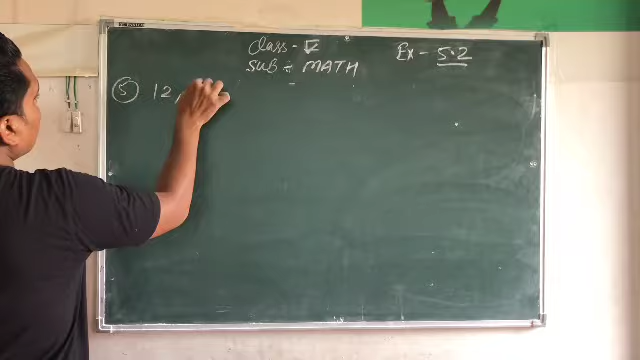 Class - V
Ex - 5.2
SUB : MATH
⑤ 12,